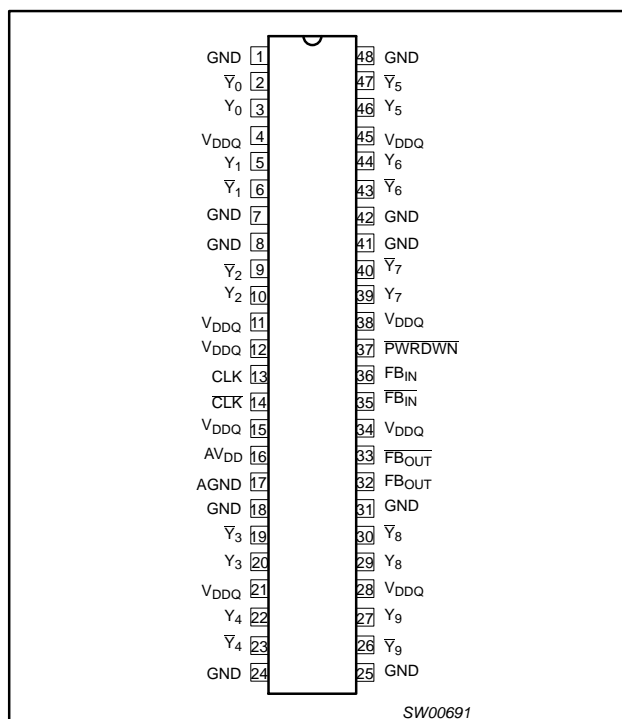 GND 1 48 GND
Y̅0 2 47 Y̅5
Y0 3 46 Y5
VDDQ 4 45 VDDQ
Y1 5 44 Y6
Y̅1 6 43 Y̅6
GND 7 42 GND
GND 8 41 GND
Y̅2 9 40 Y̅7
Y2 10 39 Y7
VDDQ 11 38 VDDQ
VDDQ 12 37 P̅W̅R̅D̅W̅N̅
CLK 13 36 FBIN
C̅L̅K̅ 14 35 F̅B̅I̅N̅
VDDQ 15 34 VDDQ
AVDD 16 33 F̅B̅O̅U̅T̅
AGND 17 32 FBOUT
GND 18 31 GND
Y̅3 19 30 Y̅8
Y3 20 29 Y8
VDDQ 21 28 VDDQ
Y4 22 27 Y9
Y̅4 23 26 Y̅9
GND 24 25 GND
SW00691